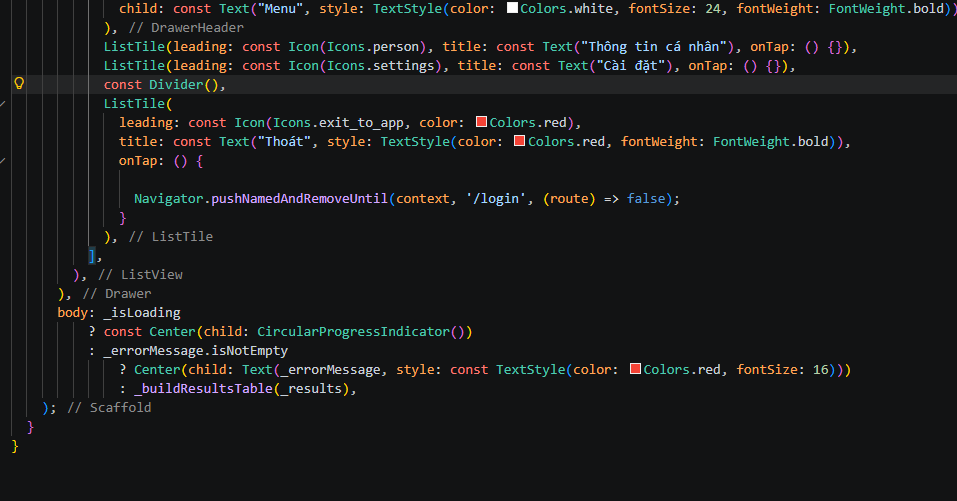 child: const Text("Menu", style: TextStyle(color: Colors.white, fontSize: 24, fontWeight: FontWeight.bold))
), // DrawerHeader
ListTile(leading: const Icon(Icons.person), title: const Text("Thông tin cá nhân"), onTap: () {}),
ListTile(leading: const Icon(Icons.settings), title: const Text("Cài đặt"), onTap: () {}),
const Divider(),
ListTile(
leading: const Icon(Icons.exit_to_app, color: Colors.red),
title: const Text("Thoát", style: TextStyle(color: Colors.red, fontWeight: FontWeight.bold)),
onTap: () {
Navigator.pushNamedAndRemoveUntil(context, '/login', (route) => false);
}
), // ListTile
],
), // ListView
), // Drawer
body: _isLoading
? const Center(child: CircularProgressIndicator())
: _errorMessage.isNotEmpty
? Center(child: Text(_errorMessage, style: const TextStyle(color: Colors.red, fontSize: 16)))
: _buildResultsTable(_results),
); // Scaffold
}
}